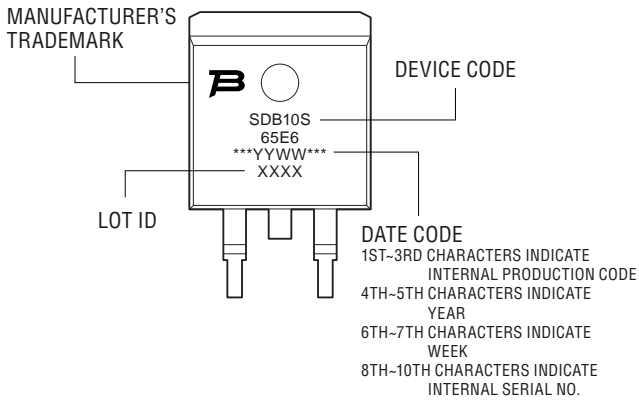 MANUFACTURER'S
TRADEMARK
DEVICE CODE
SDB10S
65E6
***YYWW***
XXXX
LOT ID
DATE CODE
1ST~3RD CHARACTERS INDICATE
INTERNAL PRODUCTION CODE
4TH~5TH CHARACTERS INDICATE
YEAR
6TH~7TH CHARACTERS INDICATE
WEEK
8TH~10TH CHARACTERS INDICATE
INTERNAL SERIAL NO.